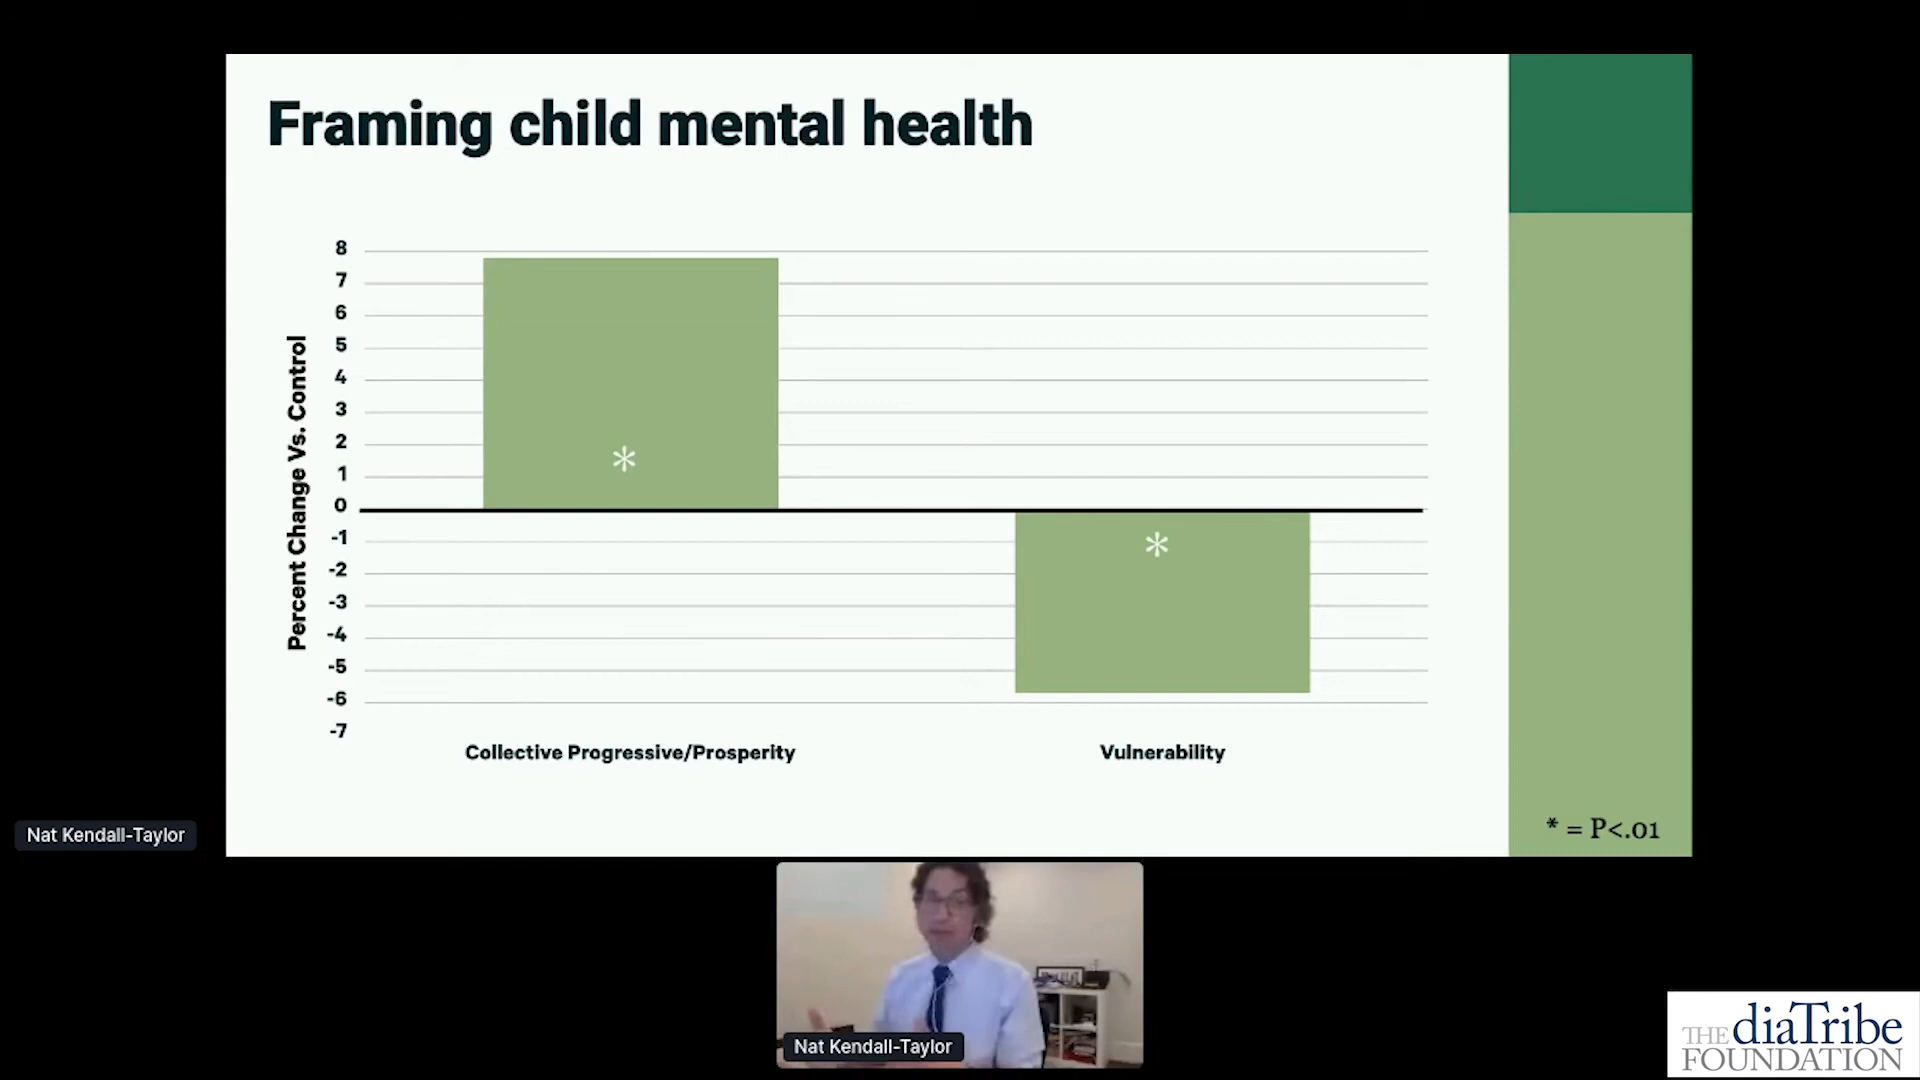 Framing child mental health
Percent Change Vs. Control
8
7
6
5
4
3
2
1
0
-1
-2
-3
-4
-5
-6
-7
*
*
Collective Progressive/Prosperity
Vulnerability
* = P<.01
Nat Kendall-Taylor
Nat Kendall-Taylor
THE diaTribe
FOUNDATION